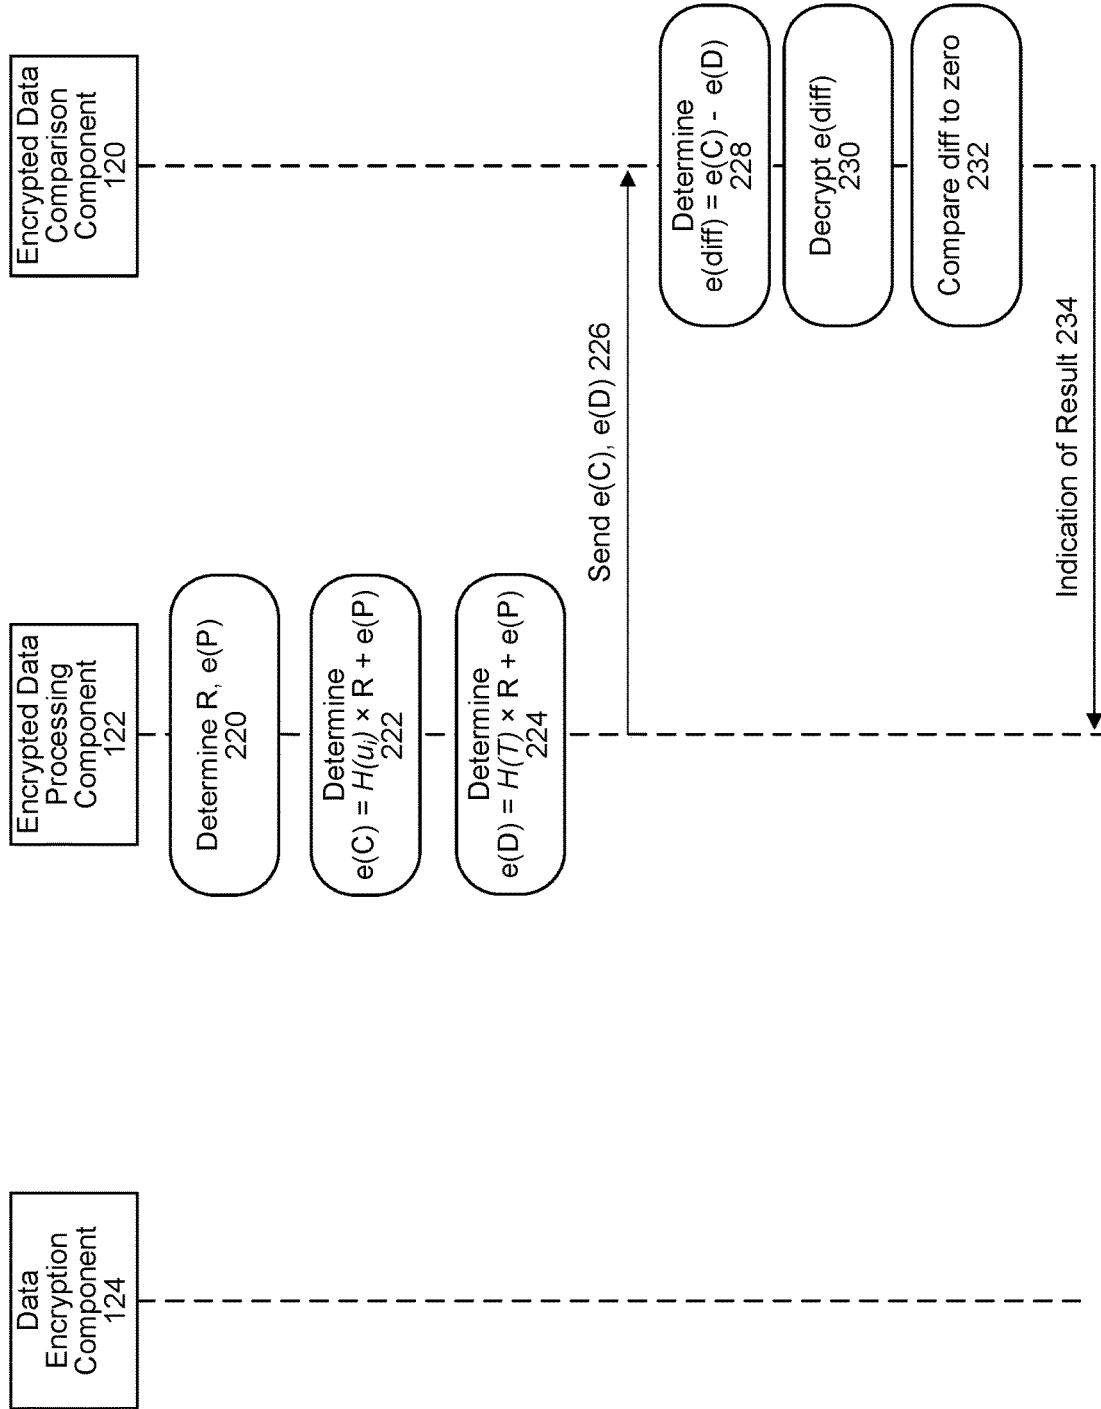 Data
Encryption
Component
124
Encrypted Data
Processing
Component
122
Encrypted Data
Comparison
Component
120
Determine R, e(P)
220
Determine
e(C) = H(uᵢ) × R + e(P)
222
Determine
e(D) = H(T) × R + e(P)
224
Send e(C), e(D) 226
Determine
e(diff) = e(C) - e(D)
228
Decrypt e(diff)
230
Compare diff to zero
232
Indication of Result 234